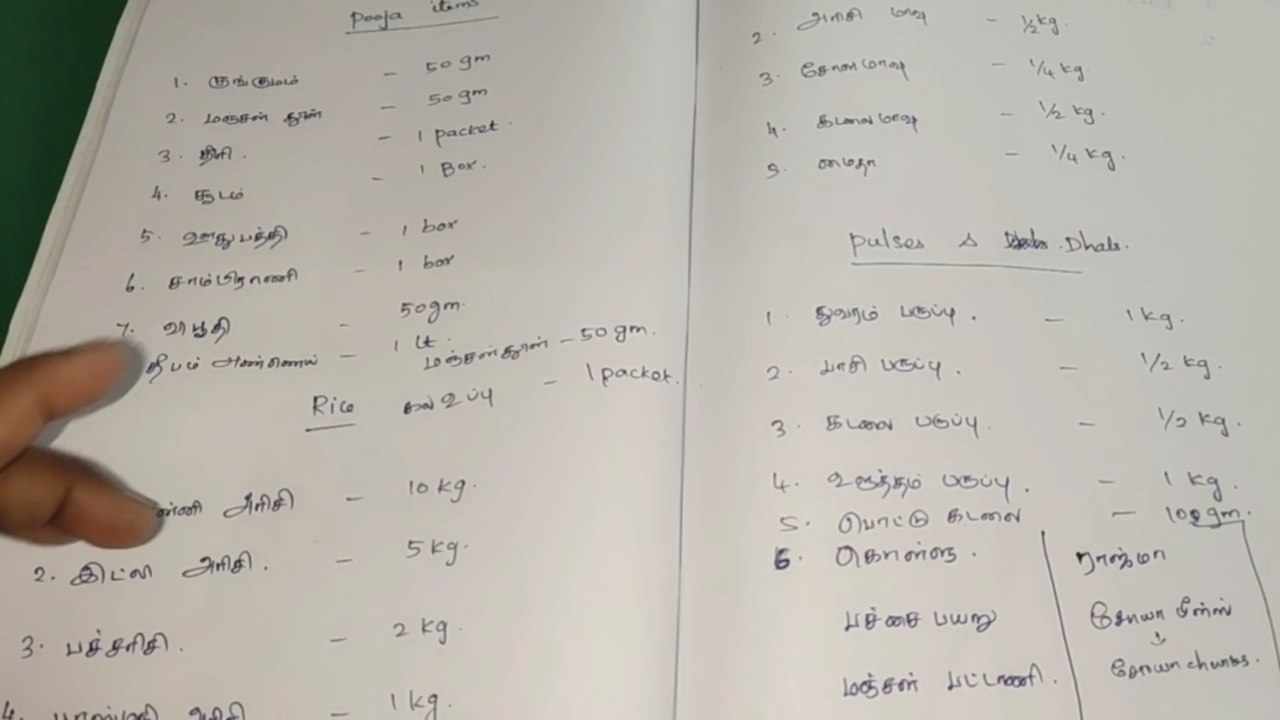 Pooja items
1. குங்குமம் - 50 gm
2. மஞ்சள் தூள் - 50 gm
3. திரி. - 1 packet.
4. சூடம் - 1 Box.
5. ஊதுபத்தி - 1 box
6. சாம்பிராணி - 1 box
7. விபூதி - 50gm.
தீபம் எண்ணெய் - 1 Lt.
மஞ்சள்தூள் - 50 gm.
Rice
கல் உப்பு - 1 packet.
அரிசி - 10 kg.
2. இட்லி அரிசி. - 5 kg.
3. பச்சரிசி. - 2 kg.
4. அரிசி - 1 kg.
2. அரிசி மாவு - ½ kg.
3. சோளமாவு - ¼ kg.
4. கடலைமாவு - ½ kg.
5. மைதா - ¼ kg.
Pulses & Dhals.
1. துவரம் பருப்பு. - 1 kg.
2. பாசி பருப்பு. - ½ kg.
3. கடலை பருப்பு. - ½ kg.
4. உளுத்தம் பருப்பு. - 1 kg.
5. பொட்டு கடலை - 100gm.
6. கொள்ளு.
பச்சை பயறு
மஞ்சள் பட்டாணி.
ராஜ்மா
சோயா பீன்ஸ்
சோயா chunks.